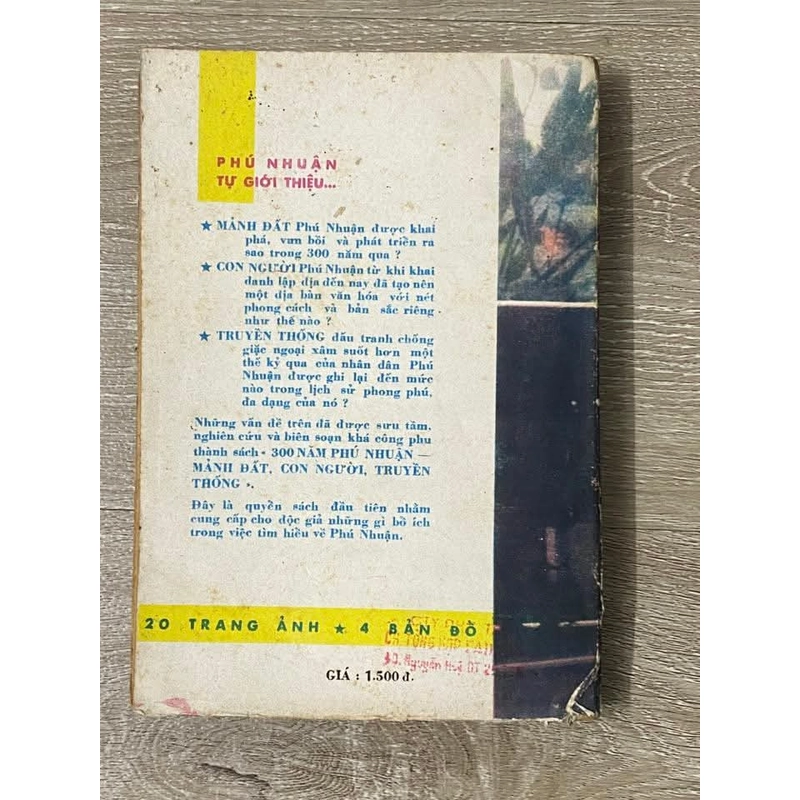 PHÚ NHUẬN
TỰ GIỚI THIỆU...
★ MẢNH ĐẤT Phú Nhuận được khai
phá, vun bồi và phát triển ra
sao trong 300 năm qua ?
★ CON NGƯỜI Phú Nhuận từ khi khai
danh lập địa đến nay đã tạo nên
một địa bàn văn hóa với nét
phong cách và bản sắc riêng
như thế nào ?
★ TRUYỀN THỐNG đấu tranh chống
giặc ngoại xâm suốt hơn một
thế kỷ qua của nhân dân Phú
Nhuận được ghi lại đến mức
nào trong lịch sử phong phú,
đa dạng của nó ?
Những vấn đề trên đã được sưu tầm,
nghiên cứu và biên soạn khá công phu
thành sách « 300 NĂM PHÚ NHUẬN —
MẢNH ĐẤT, CON NGƯỜI, TRUYỀN
THỐNG ».
Đây là quyển sách đầu tiên nhằm
cung cấp cho độc giả những gì bổ ích
trong việc tìm hiểu về Phú Nhuận.
20 TRANG ẢNH ★ 4 BẢN ĐỒ
CTY
40. Nguyễn Huệ ĐT
GIÁ : 1.500đ.